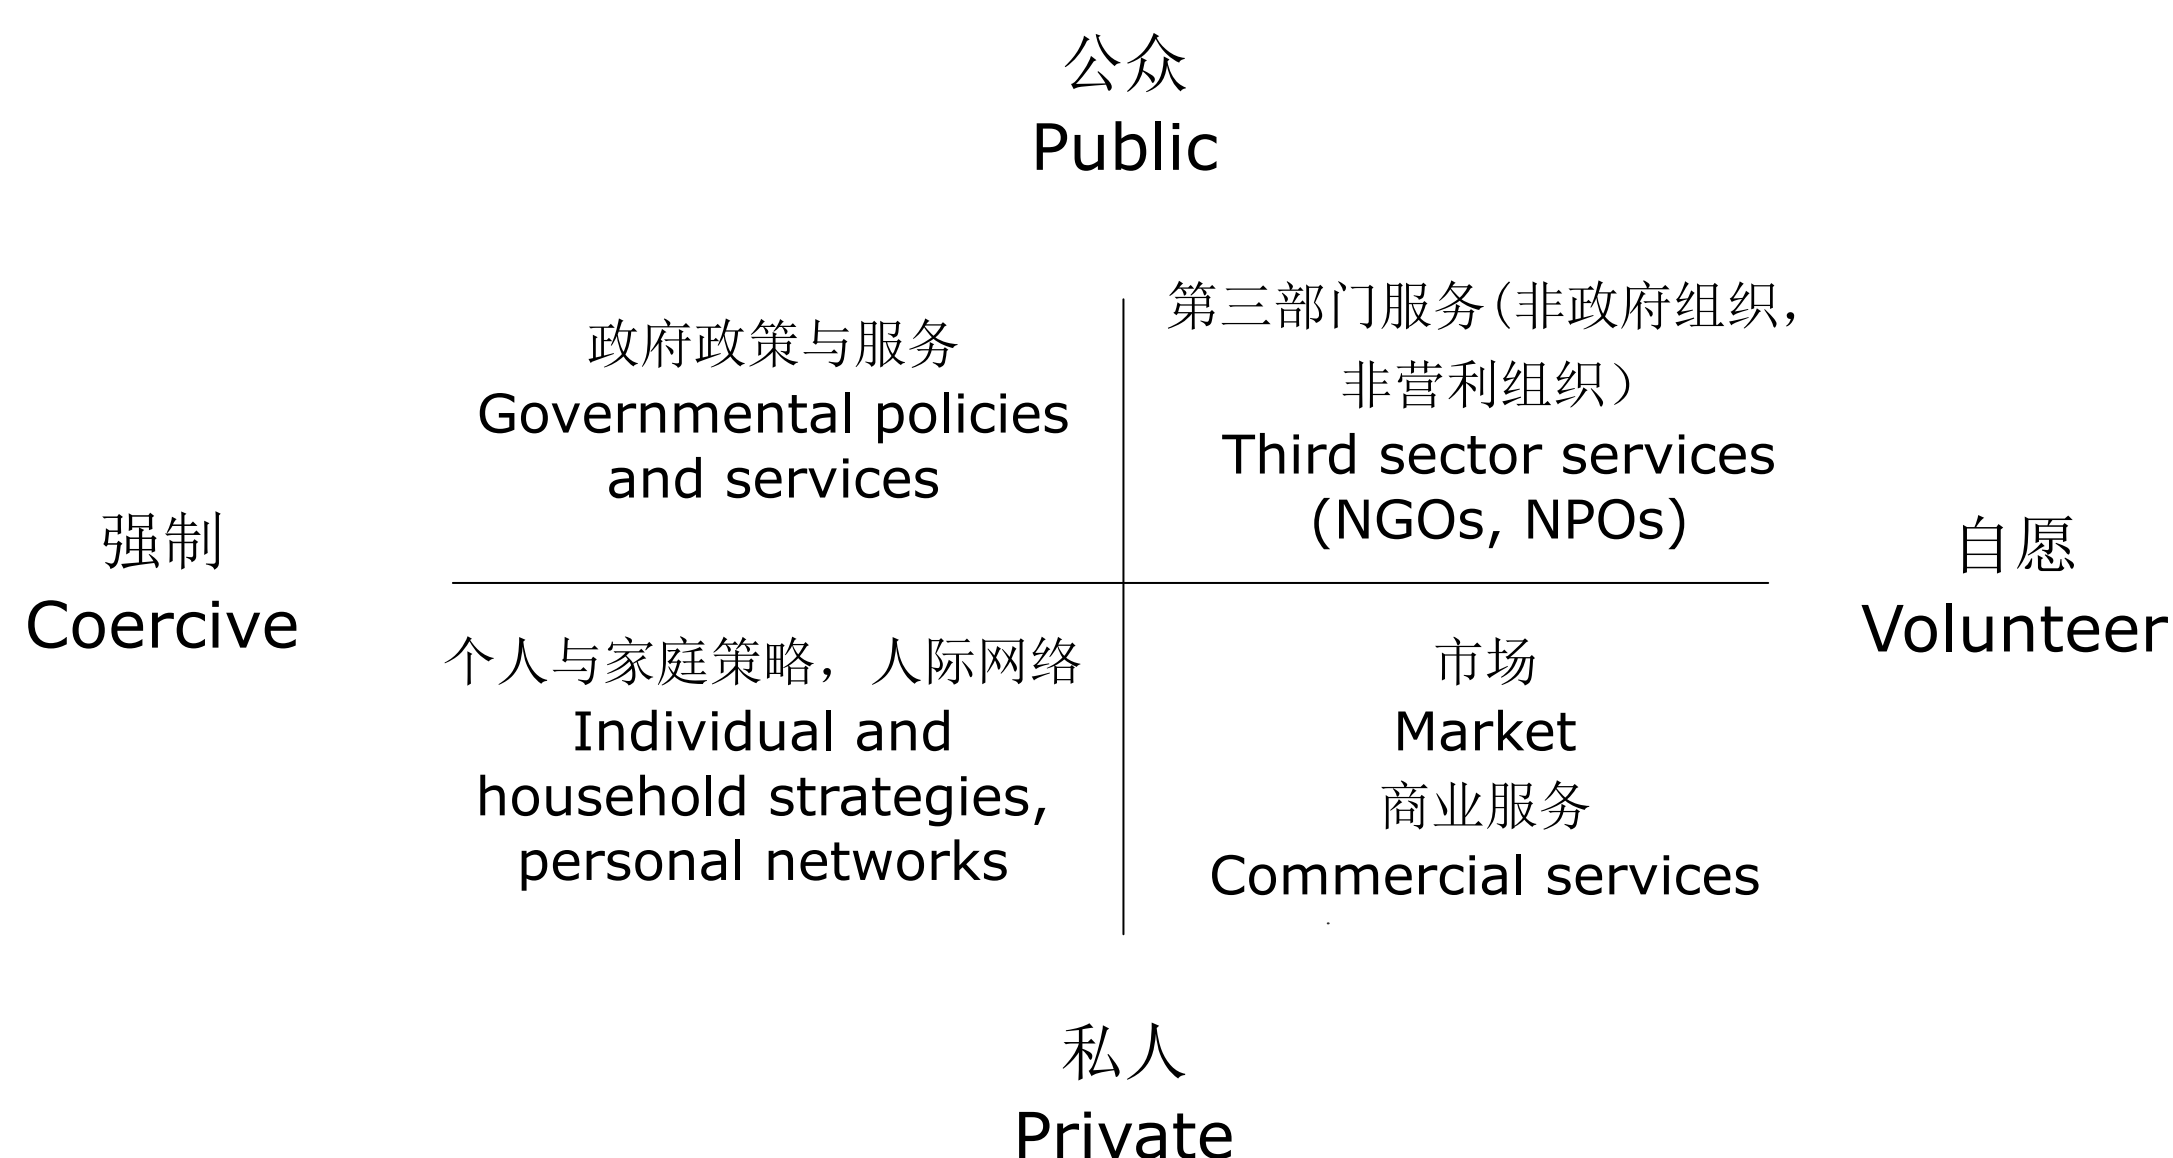 公众
Public
政府政策与服务
Governmental policies
and services
第三部门服务(非政府组织，
非营利组织）
Third sector services
(NGOs, NPOs)
强制
Coercive
自愿
Volunteer
个人与家庭策略，人际网络
Individual and
household strategies,
personal networks
市场
Market
商业服务
Commercial services
私人
Private